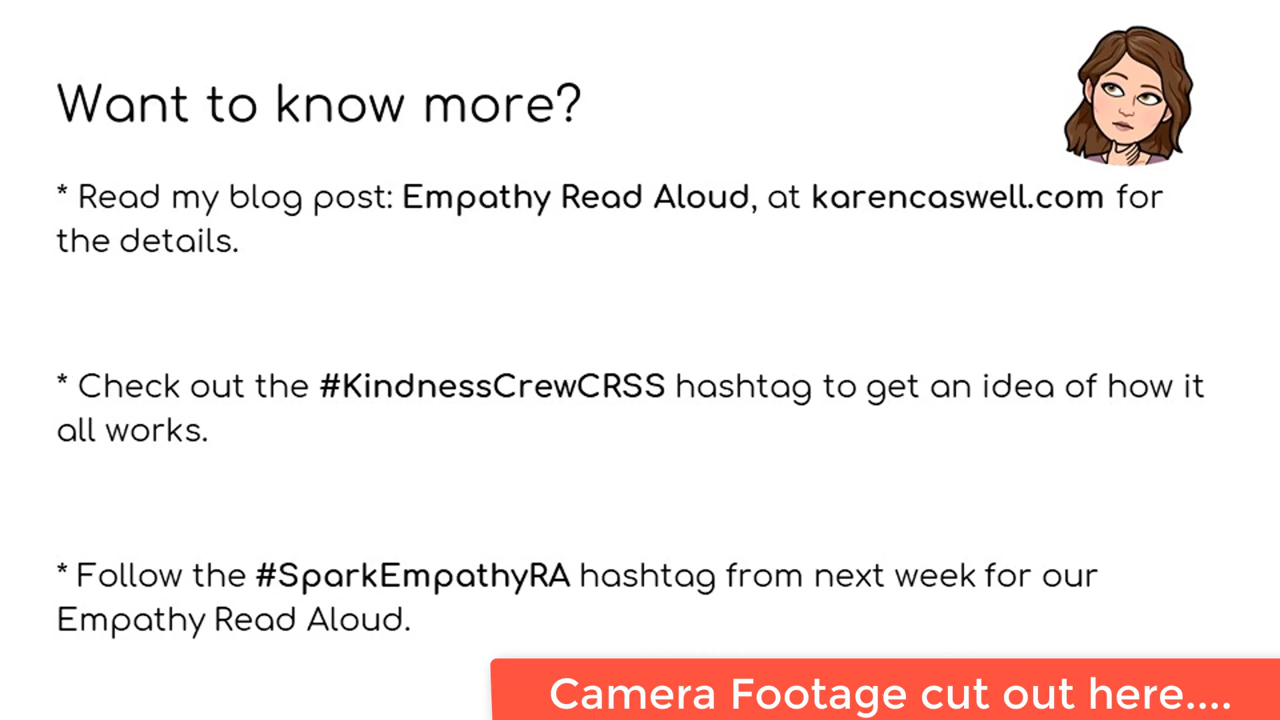 Want to know more?
* Read my blog post: Empathy Read Aloud, at karencaswell.com for
the details.
* Check out the #KindnessCrewCRSS hashtag to get an idea of how it
all works.
* Follow the #SparkEmpathyRA hashtag from next week for our
Empathy Read Aloud.
Camera Footage cut out here....